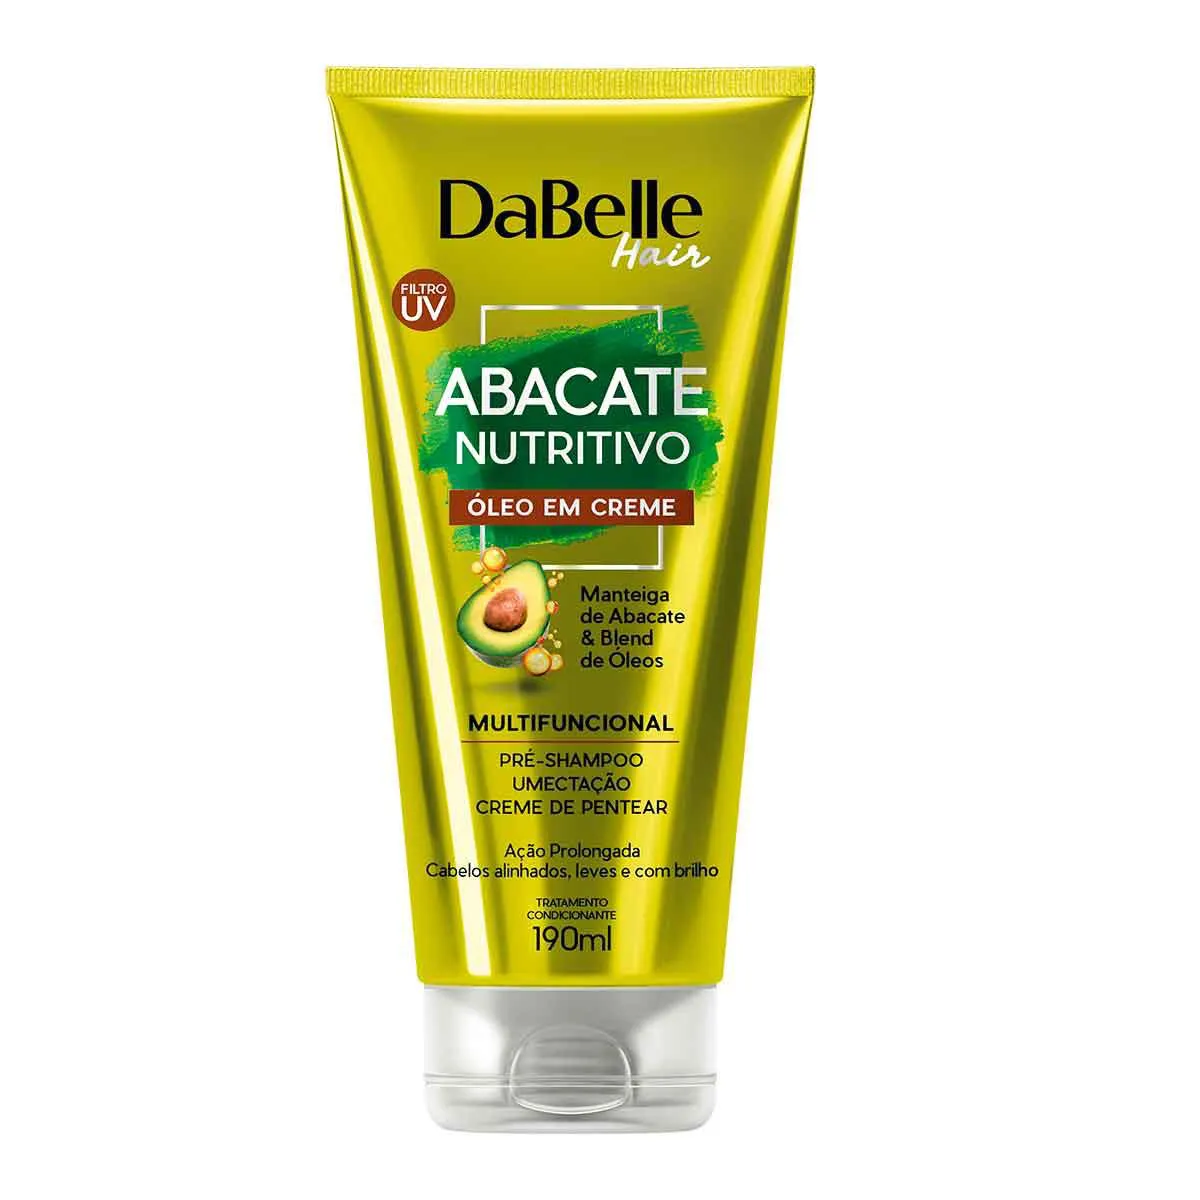 DaBelle
Hair
FILTRO
UV
ABACATE
NUTRITIVO
ÓLEO EM CREME
Manteiga
de Abacate
& Blend
de Óleos
MULTIFUNCIONAL
PRÉ-SHAMPOO
UMECTAÇÃO
CREME DE PENTEAR
Ação Prolongada
Cabelos alinhados, leves e com brilho
TRATAMENTO
CONDICIONANTE
190ml